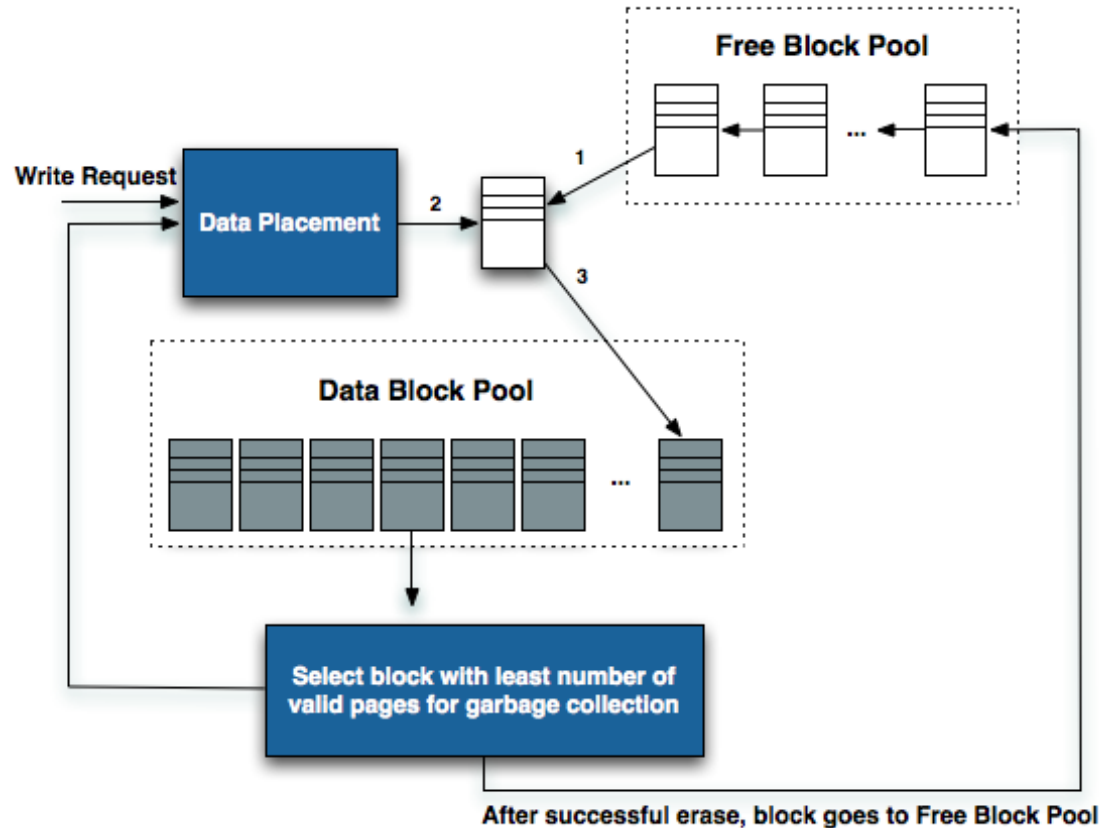 Free Block Pool
...
1
Write Request
Data Placement
2
3
Data Block Pool
...
Select block with least number of
valid pages for garbage collection
After successful erase, block goes to Free Block Pool